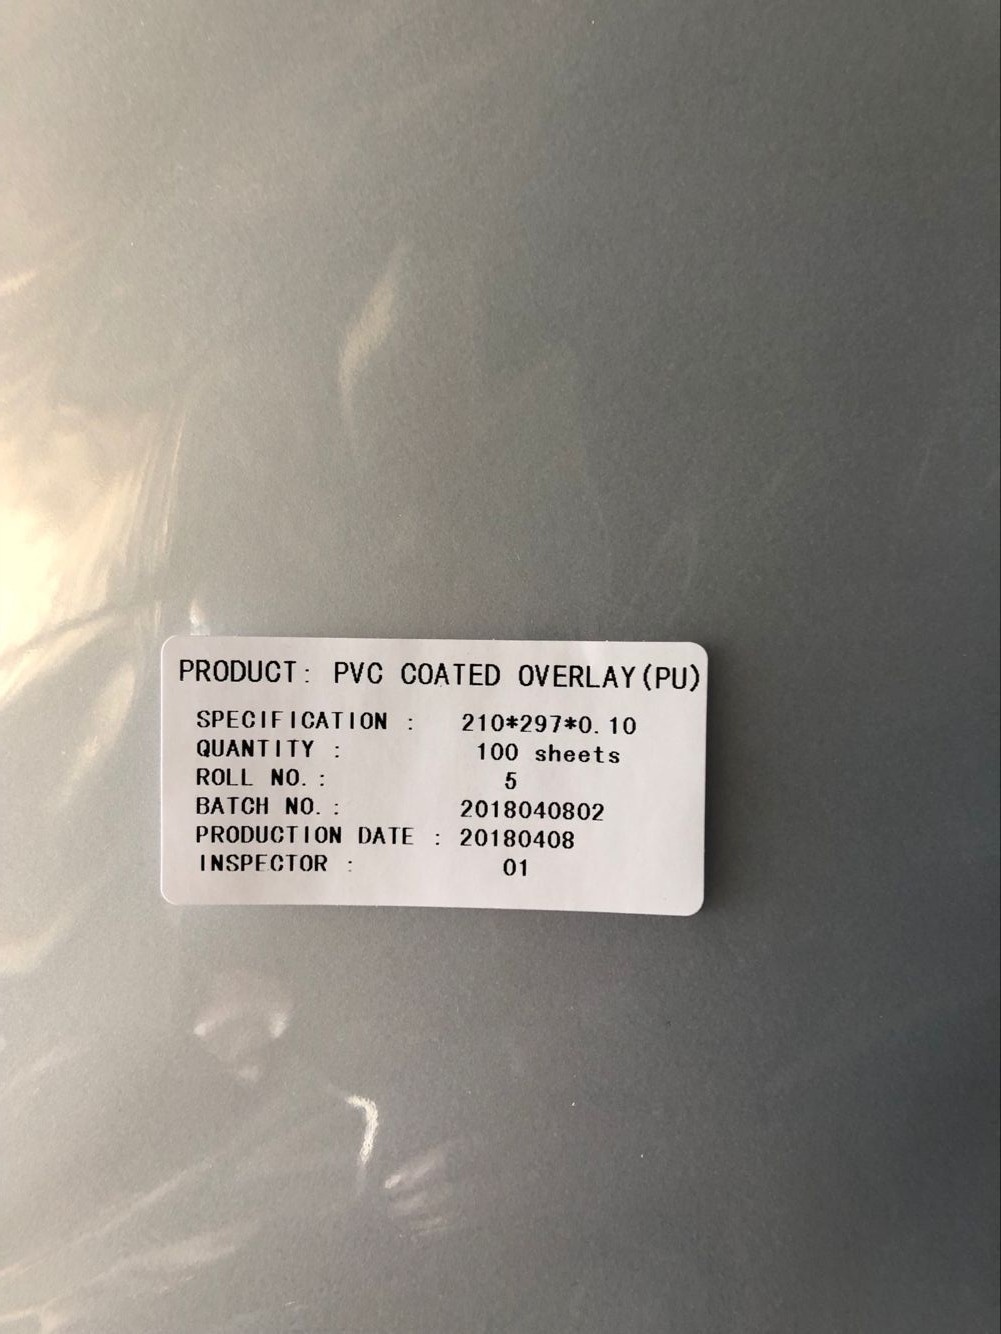 PRODUCT: PVC COATED OVERLAY(PU)
SPECIFICATION : 210*297*0.10
QUANTITY : 100 sheets
ROLL NO.: 5
BATCH NO.: 2018040802
PRODUCTION DATE : 20180408
INSPECTOR : 01